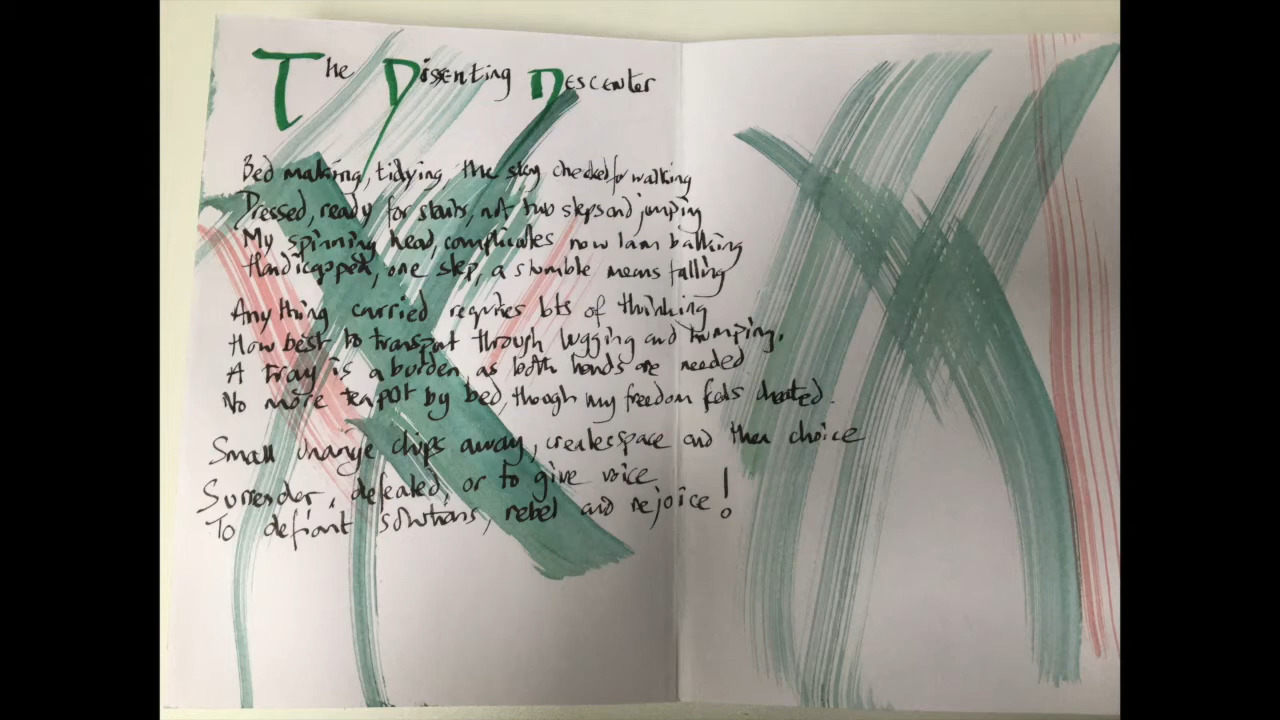 The Dissenting Descenter
Bed making, tidying, the day checked for walking
Dressed, ready for stairs, not two steps and jumping
My spinning head, complicates now I am balking
Handicapped, one step, a stumble means falling
Anything carried requires lots of thinking
How best to transport through lugging and humping.
A tray is a burden, as both hands are needed
No more teapot by bed, though my freedom feels cheated.
Small change chips away, creates space and then choice
Surrender, defeated, or to give voice
To defiant solutions, rebel and rejoice!